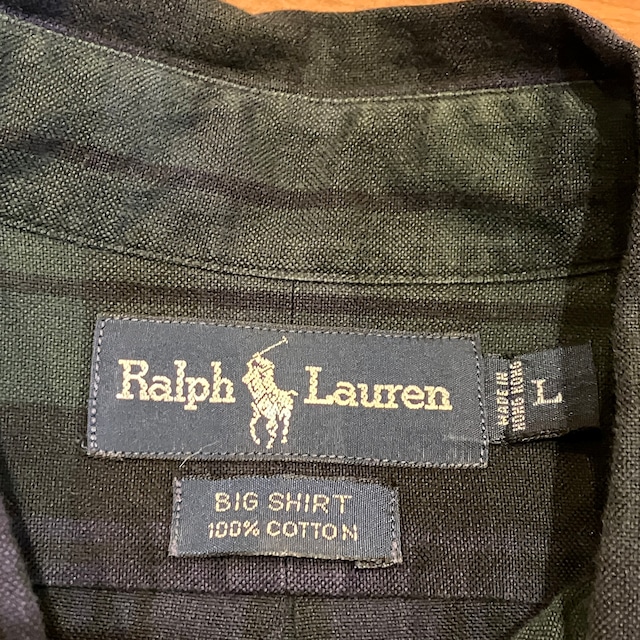 Ralph Lauren
MADE IN
HONG KONG
L
BIG SHIRT
100% COTTON